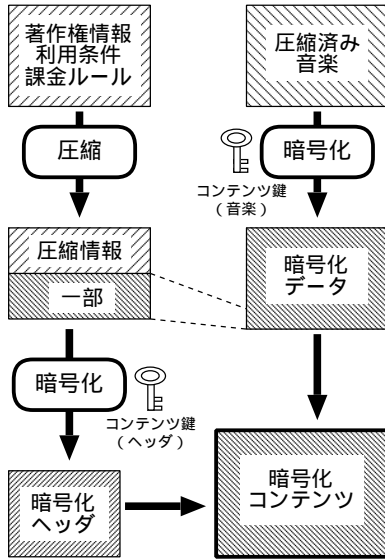 著作権情報
利用条件
課金ルール
圧縮
圧縮情報
一部
暗号化
コンテンツ鍵
（ヘッダ）
暗号化
ヘッダ
圧縮済み
音楽
暗号化
コンテンツ鍵
（音楽）
暗号化
データ
暗号化
コンテンツ